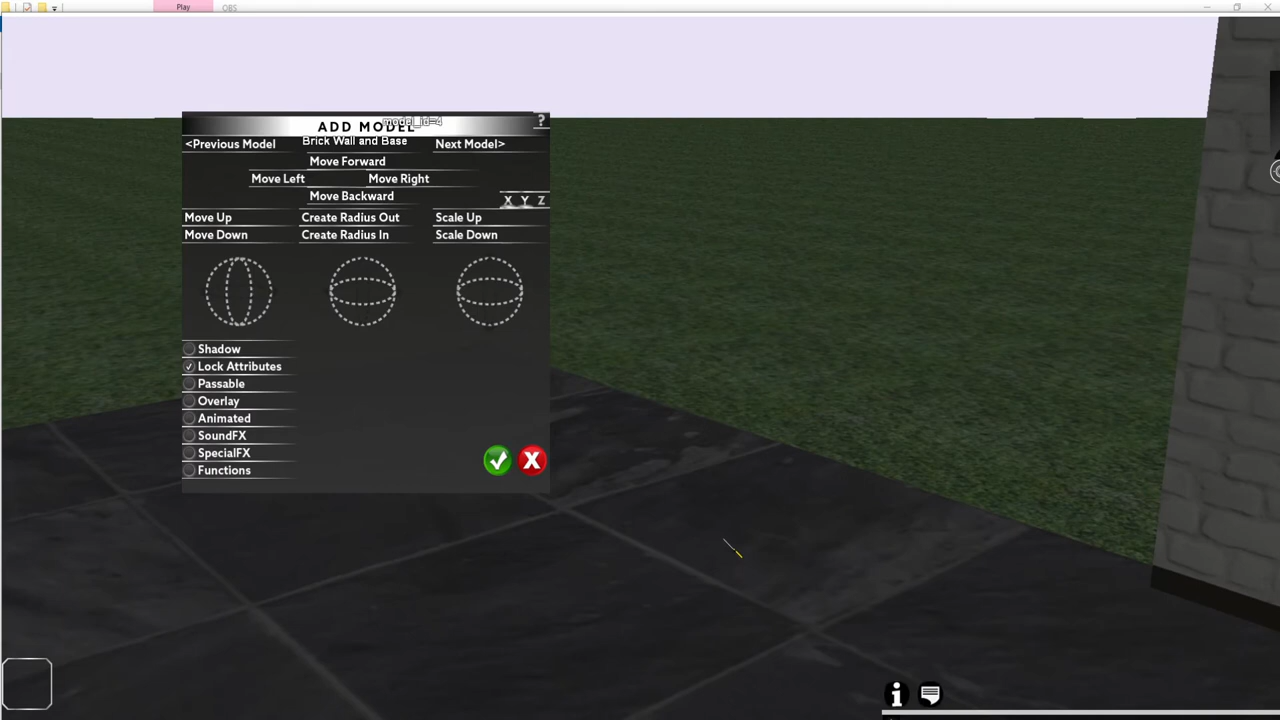 Play
OBS
model_id=4
ADD MODEL
?
Brick Wall and Base
<Previous Model
Next Model>
Move Forward
Move Left
Move Right
Move Backward
X Y Z
Move Up
Create Radius Out
Scale Up
Move Down
Create Radius In
Scale Down
Shadow
Lock Attributes
Passable
Overlay
Animated
SoundFX
SpecialFX
Functions